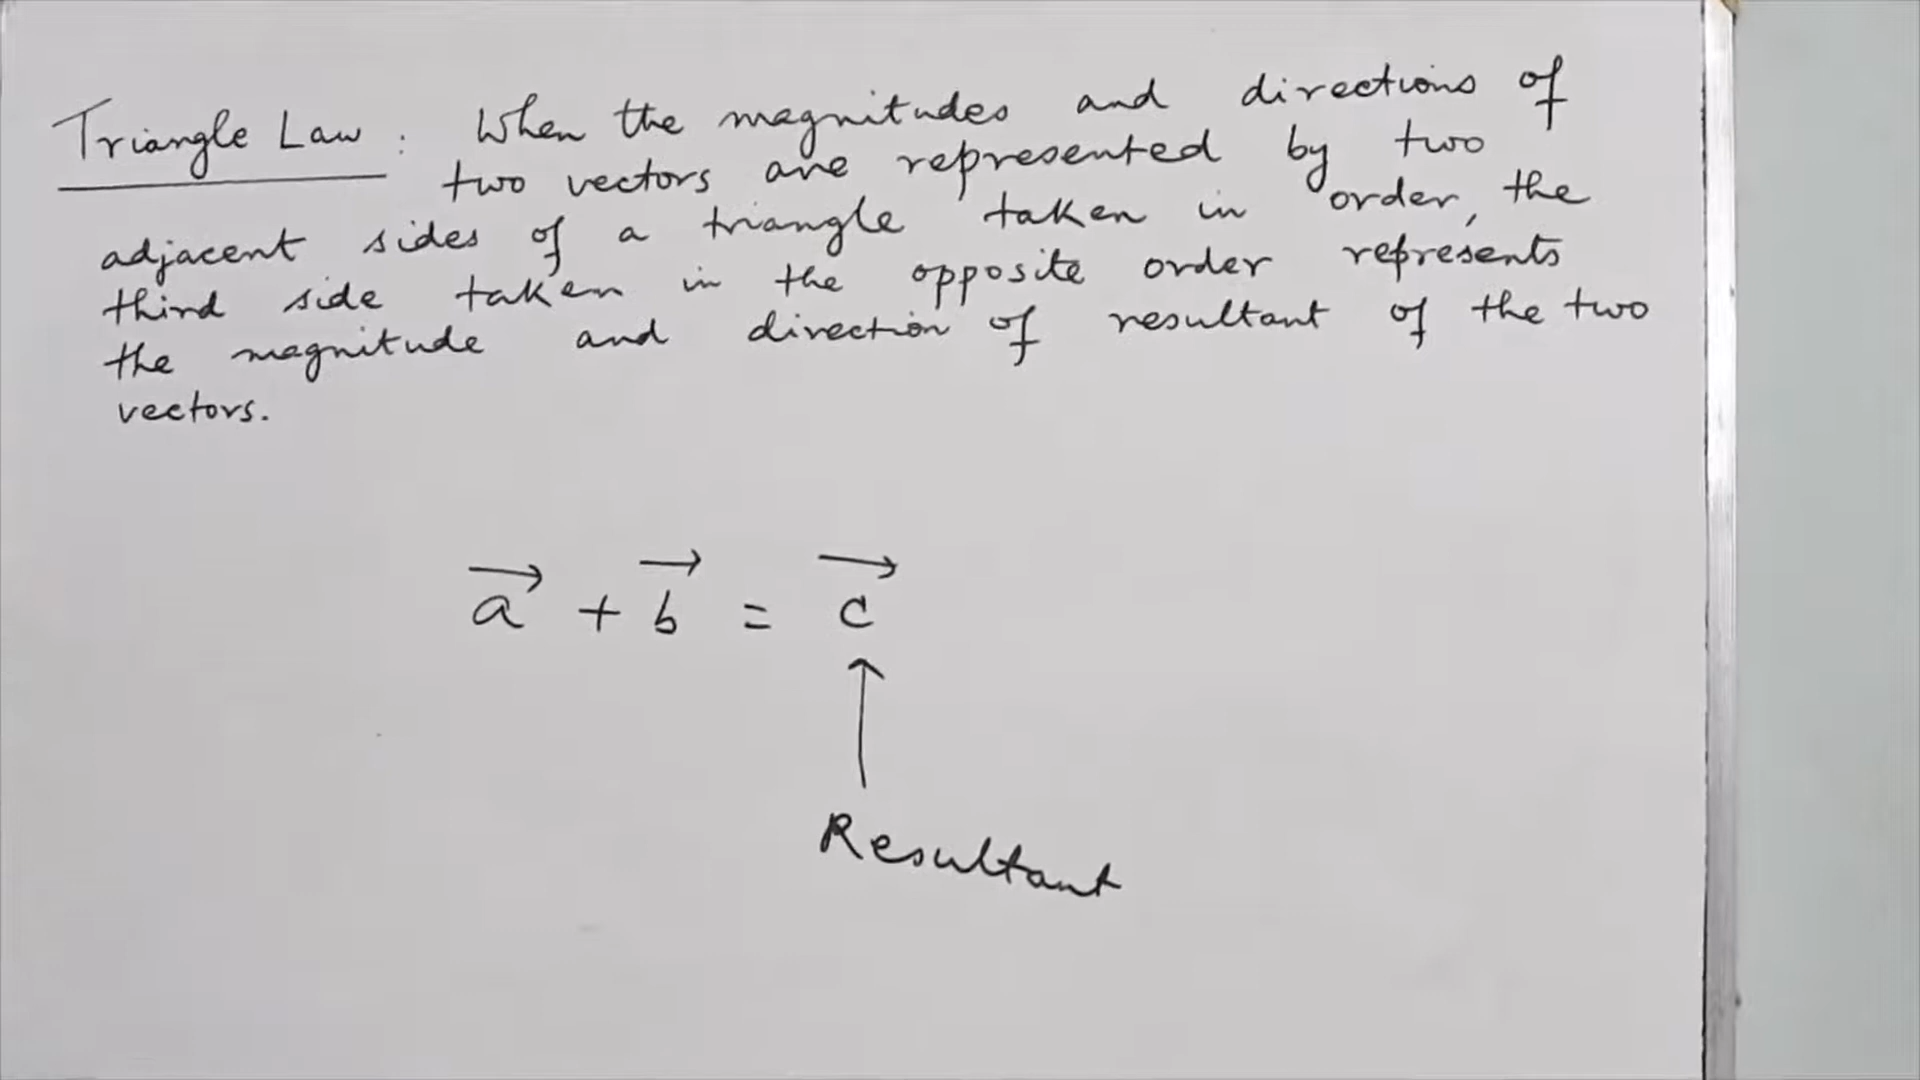 Triangle Law : When the magnitudes and directions of
two vectors are represented by two
adjacent sides of a triangle taken in order, the
third side taken in the opposite order represents
the magnitude and direction of resultant of the two
vectors.
a⃗ + b⃗ = c⃗
↑
Resultant